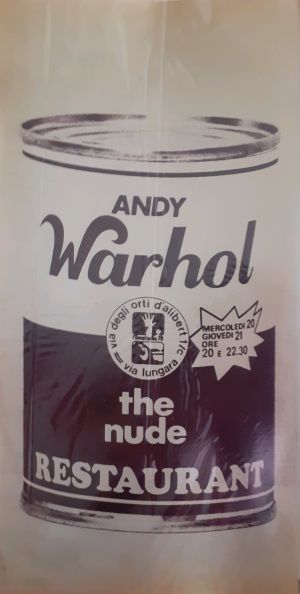 ANDY
Warhol
via degli orti d'alibert 1/c
via lungara
MERCOLEDI 20
GIOVEDI 21
ORE
20 E 22.30
the
nude
RESTAURANT